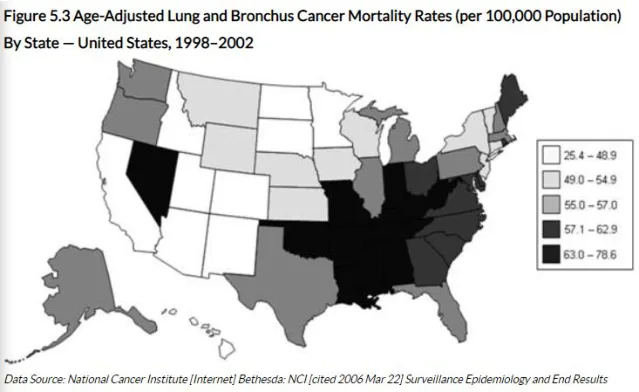 Figure 5.3 Age-Adjusted Lung and Bronchus Cancer Mortality Rates (per 100,000 Population)
By State — United States, 1998–2002
25.4 – 48.9
49.0 – 54.9
55.0 – 57.0
57.1 – 62.9
63.0 – 78.6
Data Source: National Cancer Institute [Internet] Bethesda: NCI [cited 2006 Mar 22] Surveillance Epidemiology and End Results